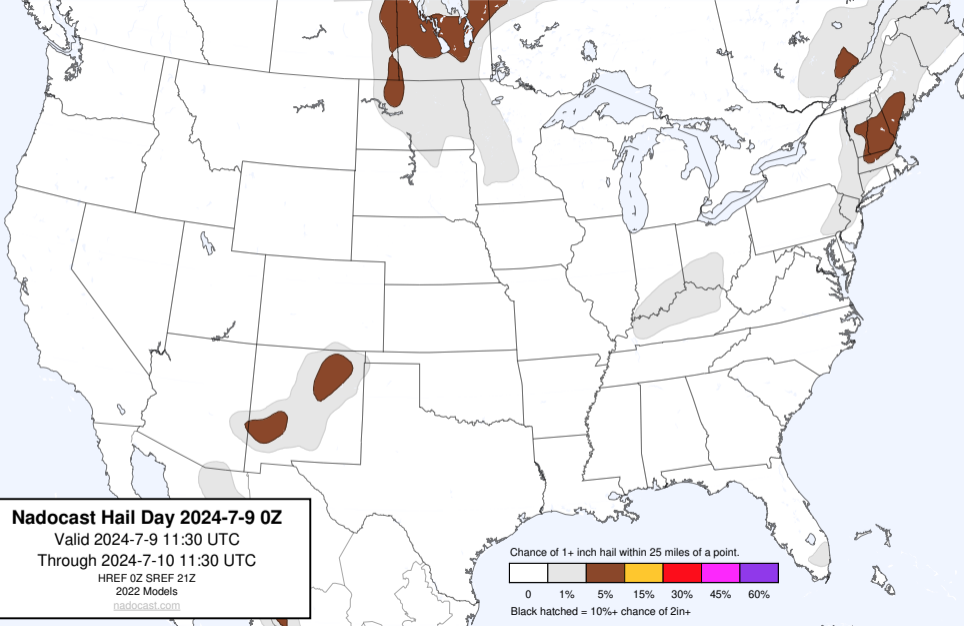 Nadocast Hail Day 2024-7-9 0Z
Valid 2024-7-9 11:30 UTC
Through 2024-7-10 11:30 UTC
HREF 0Z SREF 21Z
2022 Models
nadocast.com
Chance of 1+ inch hail within 25 miles of a point.
0 1% 5% 15% 30% 45% 60%
Black hatched = 10%+ chance of 2in+